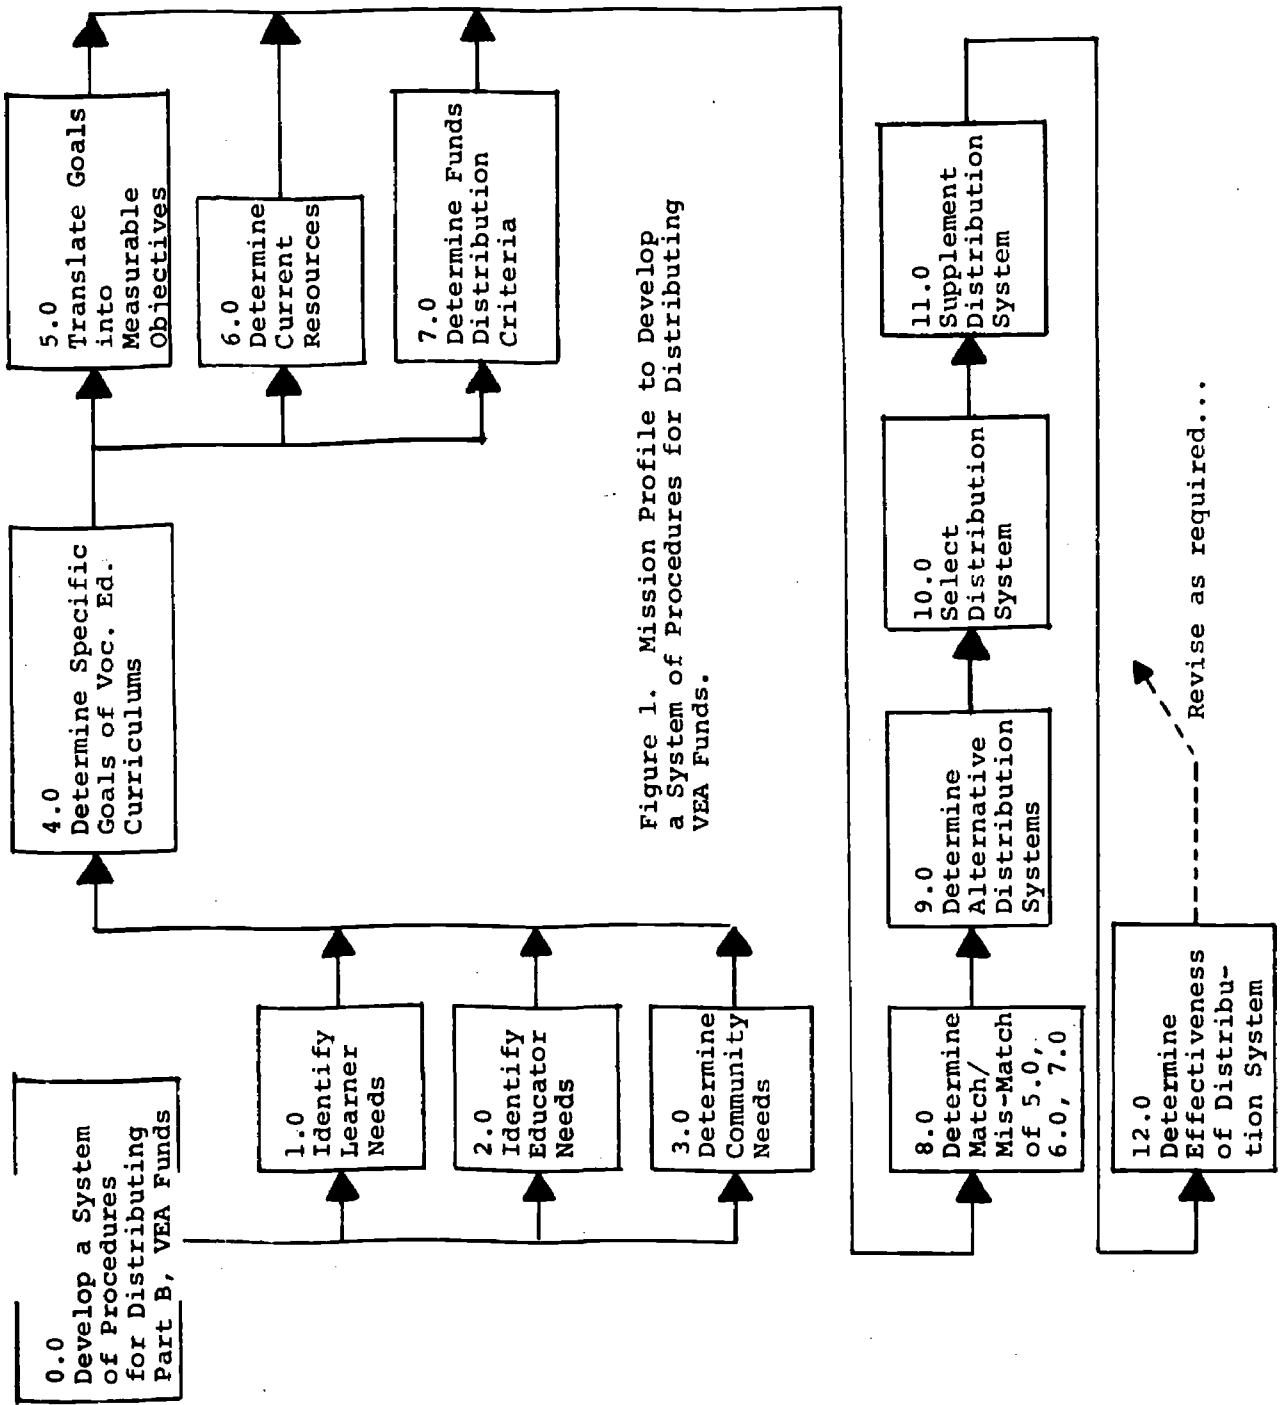 0.0
Develop a System
of Procedures
for Distributing
Part B, VEA Funds
1.0
Identify
Learner
Needs
2.0
Identify
Educator
Needs
3.0
Determine
Community
Needs
4.0
Determine Specific
Goals of Voc. Ed.
Curriculums
5.0
Translate Goals
into
Measurable
Objectives
6.0
Determine
Current
Resources
7.0
Determine Funds
Distribution
Criteria
Figure 1. Mission Profile to Develop
a System of Procedures for Distributing
VEA Funds.
8.0
Determine
Match/
Mis-Match
of 5.0,
6.0, 7.0
9.0
Determine
Alternative
Distribution
Systems
10.0
Select
Distribution
System
11.0
Supplement
Distribution
System
12.0
Determine
Effectiveness
of Distribu-
tion System
Revise as required...